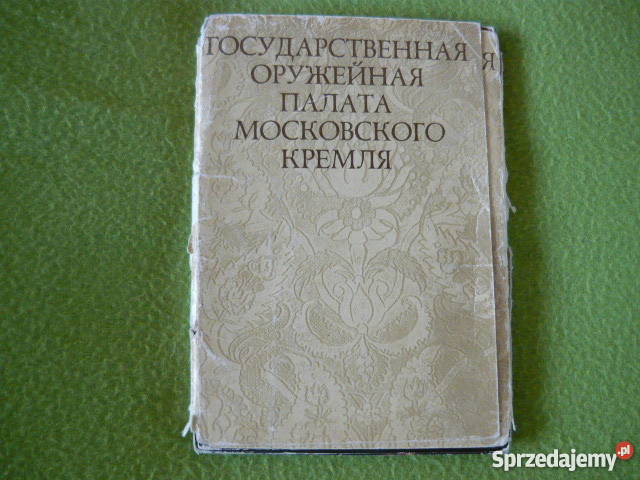 ГОСУДАРСТВЕННАЯ
ОРУЖЕЙНАЯ
ПАЛАТА
МОСКОВСКОГО
КРЕМЛЯ
Я
Sprzedajemy.pl